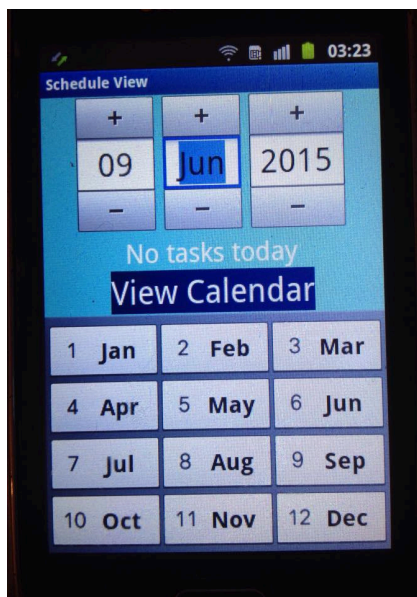 03:23
Schedule View
+ + +
09 Jun 2015
− − −
No tasks today
View Calendar
1 Jan 2 Feb 3 Mar
4 Apr 5 May 6 Jun
7 Jul 8 Aug 9 Sep
10 Oct 11 Nov 12 Dec